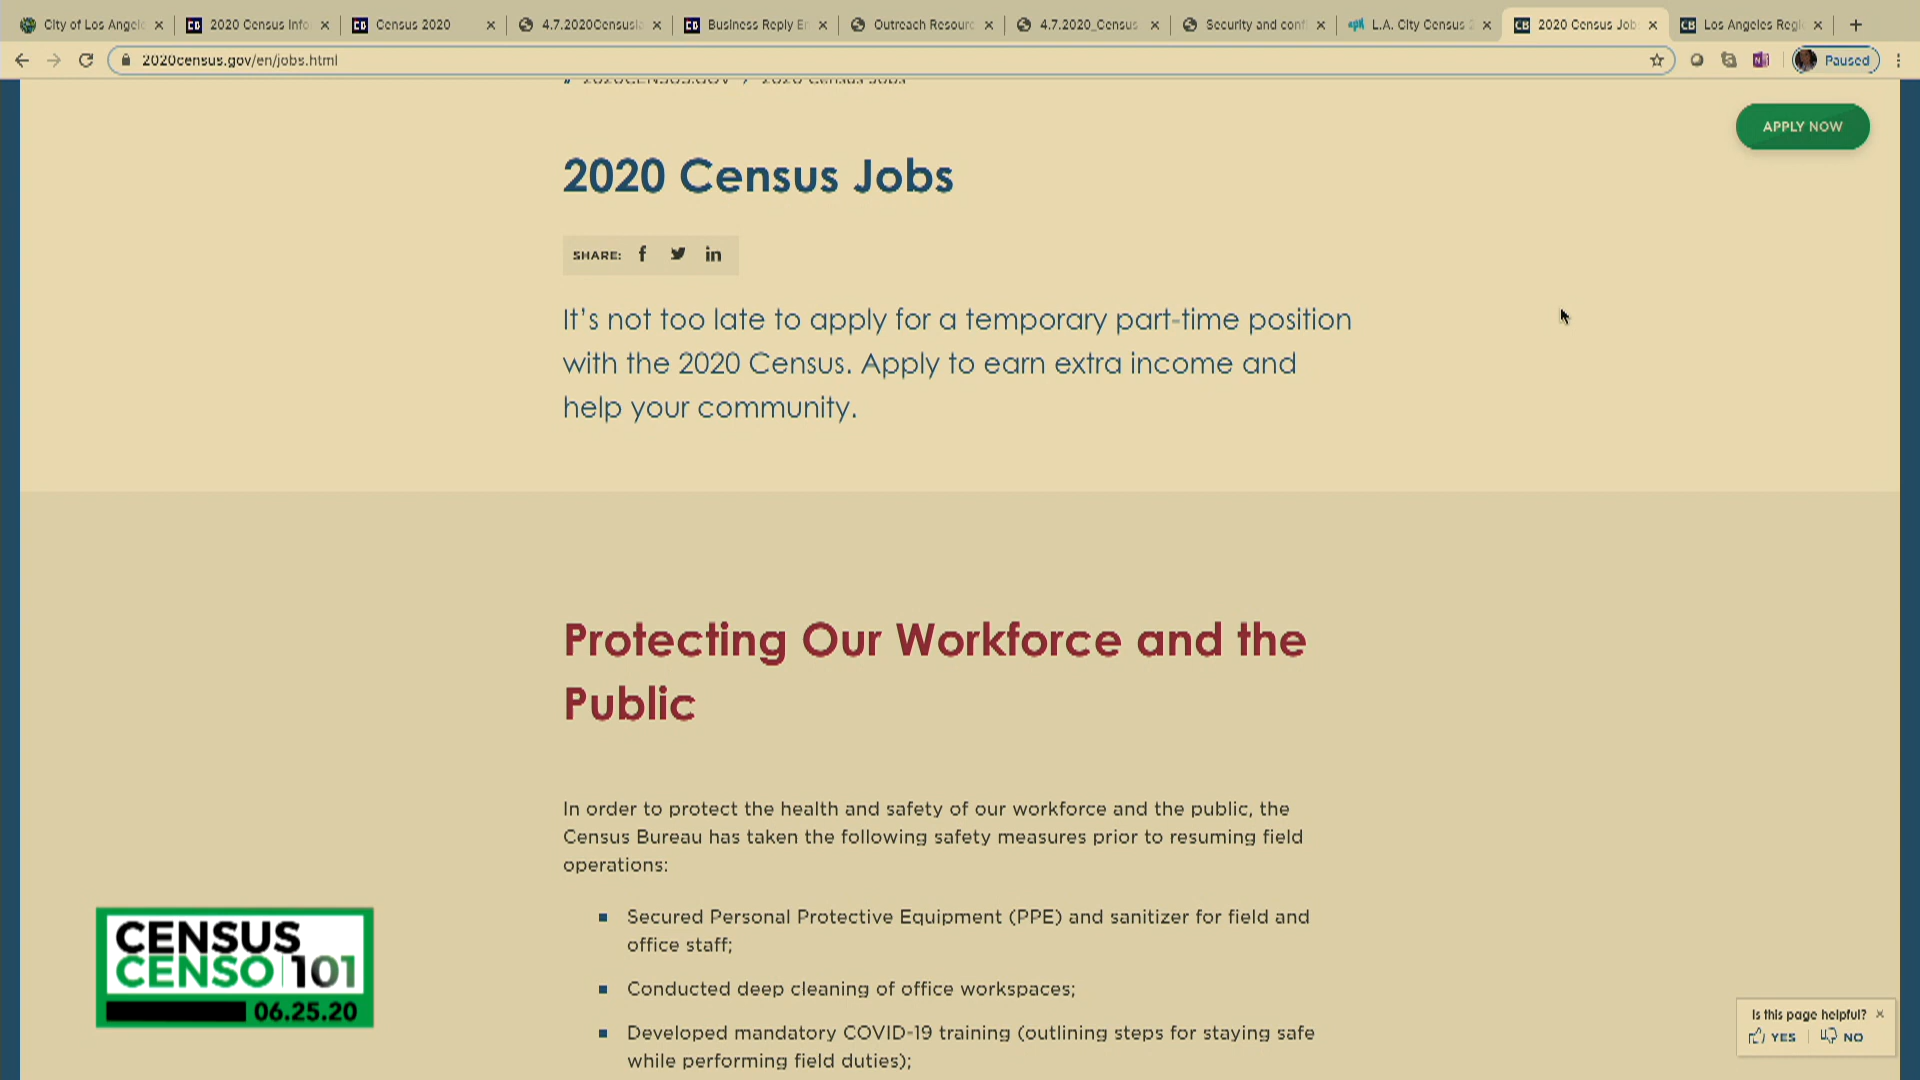 City of Los Angel
2020 Census Info
Census 2020
4.7.2020Censusl
Business Reply E
Outreach Resourc
4.7.2020_Census
Security and conf
L.A. City Census 2
2020 Census Job
Los Angeles Regi
2020census.gov/en/jobs.html
Paused
2020CENSUS.GOV > 2020 Census Jobs
APPLY NOW
2020 Census Jobs
SHARE:
It's not too late to apply for a temporary part-time position
with the 2020 Census. Apply to earn extra income and
help your community.
Protecting Our Workforce and the
Public
In order to protect the health and safety of our workforce and the public, the
Census Bureau has taken the following safety measures prior to resuming field
operations:
Secured Personal Protective Equipment (PPE) and sanitizer for field and
office staff;
Conducted deep cleaning of office workspaces;
Developed mandatory COVID-19 training (outlining steps for staying safe
while performing field duties);
CENSUS
CENSO 101
06.25.20
Is this page helpful?
YES NO